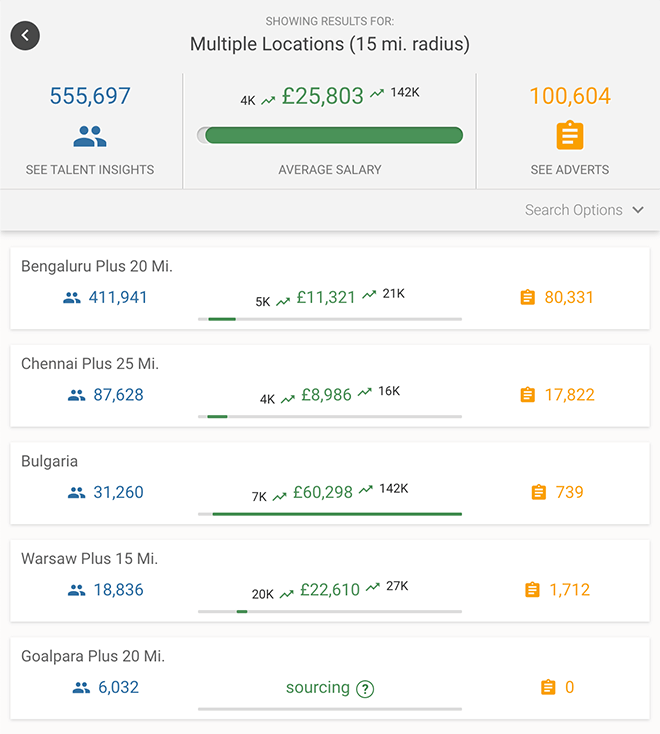 SHOWING RESULTS FOR:
Multiple Locations (15 mi. radius)
555,697
4K £25,803 142K
100,604
SEE TALENT INSIGHTS
AVERAGE SALARY
SEE ADVERTS
Search Options
Bengaluru Plus 20 Mi.
411,941
5K £11,321 21K
80,331
Chennai Plus 25 Mi.
87,628
4K £8,986 16K
17,822
Bulgaria
31,260
7K £60,298 142K
739
Warsaw Plus 15 Mi.
18,836
20K £22,610 27K
1,712
Goalpara Plus 20 Mi.
6,032
sourcing ?
0